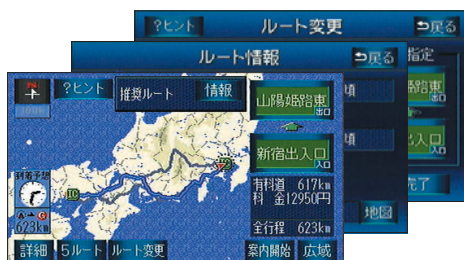 ?ヒント
ルート変更
戻る
ルート情報
戻る
指定
頃
頃
地図
完了
?ヒント
推奨ルート
情報
山陽姫路東
出口
新宿出入口
入口
到着予想
623km
有料道 617km
料 金12950円
全行程 623km
詳細
5ルート
ルート変更
案内開始
広域